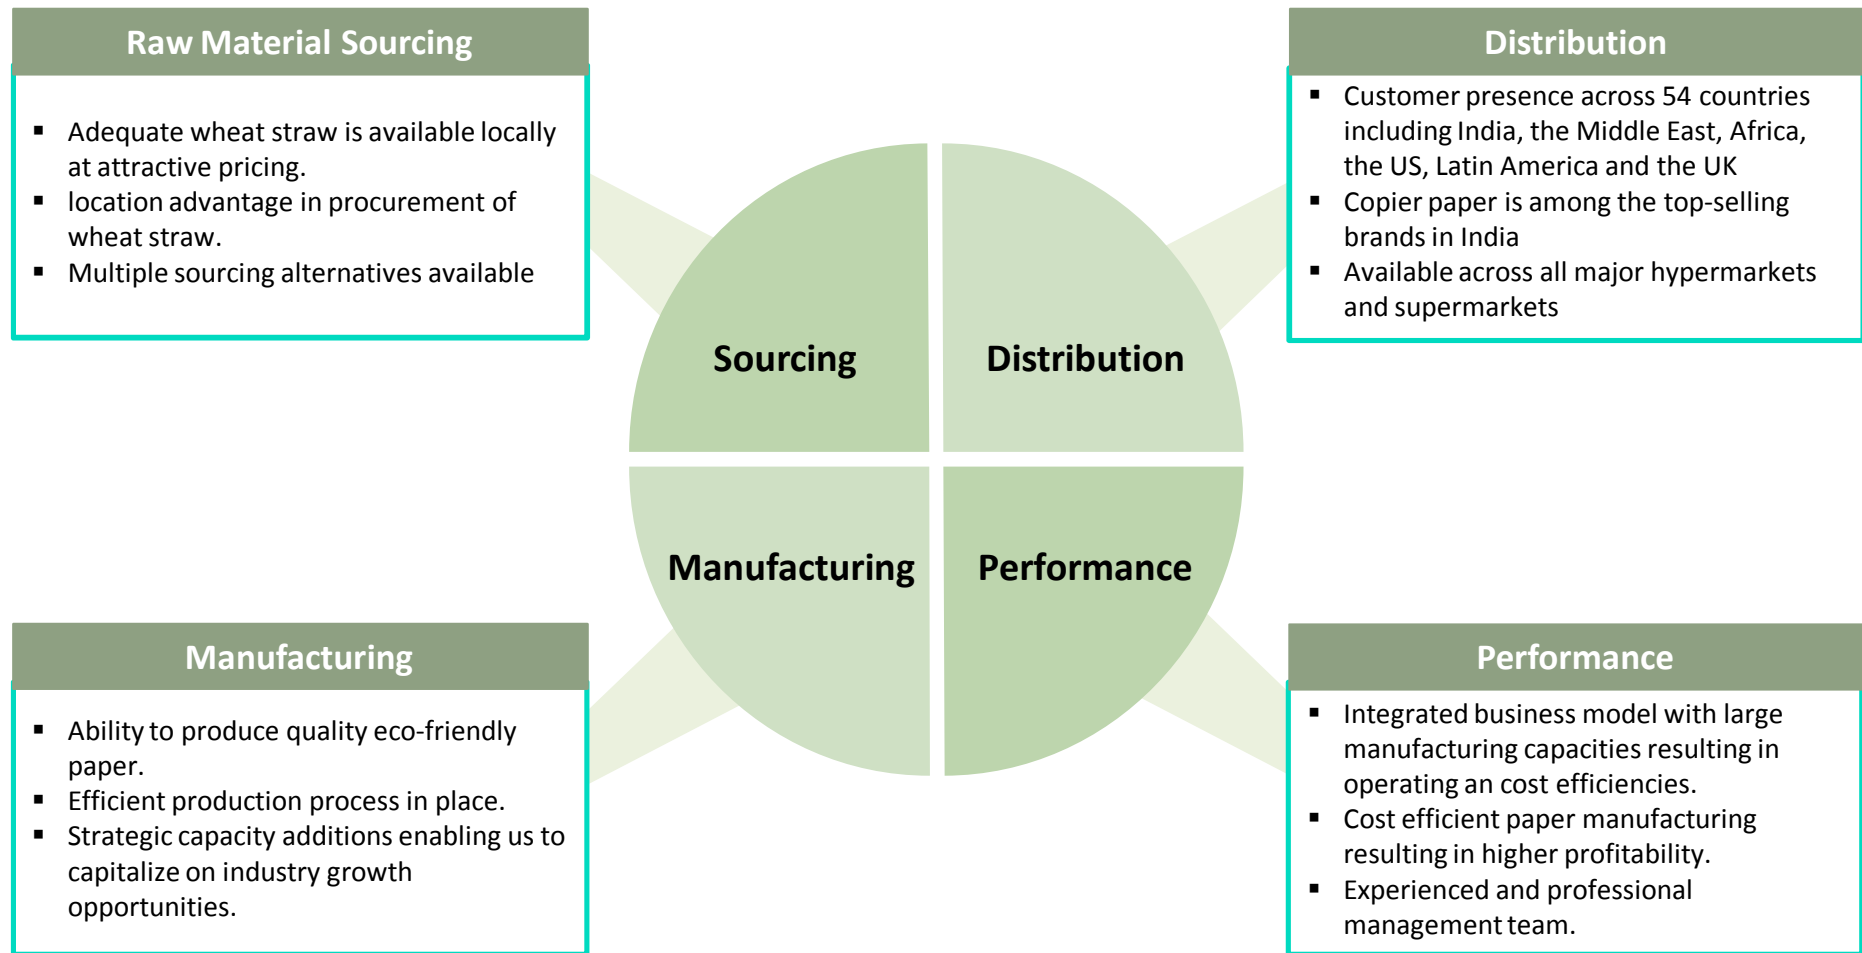 Raw Material Sourcing
▪ Adequate wheat straw is available locally
at attractive pricing.
▪ location advantage in procurement of
wheat straw.
▪ Multiple sourcing alternatives available
Distribution
▪ Customer presence across 54 countries
including India, the Middle East, Africa,
the US, Latin America and the UK
▪ Copier paper is among the top-selling
brands in India
▪ Available across all major hypermarkets
and supermarkets
Sourcing
Distribution
Manufacturing
Performance
Manufacturing
▪ Ability to produce quality eco-friendly
paper.
▪ Efficient production process in place.
▪ Strategic capacity additions enabling us to
capitalize on industry growth
opportunities.
Performance
▪ Integrated business model with large
manufacturing capacities resulting in
operating an cost efficiencies.
▪ Cost efficient paper manufacturing
resulting in higher profitability.
▪ Experienced and professional
management team.